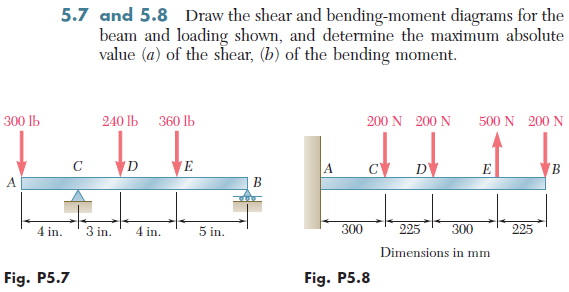 5.7 and 5.8 Draw the shear and bending-moment diagrams for the
beam and loading shown, and determine the maximum absolute
value (a) of the shear, (b) of the bending moment.
300 lb 240 lb 360 lb
A C D E B
4 in. 3 in. 4 in. 5 in.
Fig. P5.7
200 N 200 N 500 N 200 N
A C D E B
300 225 300 225
Dimensions in mm
Fig. P5.8